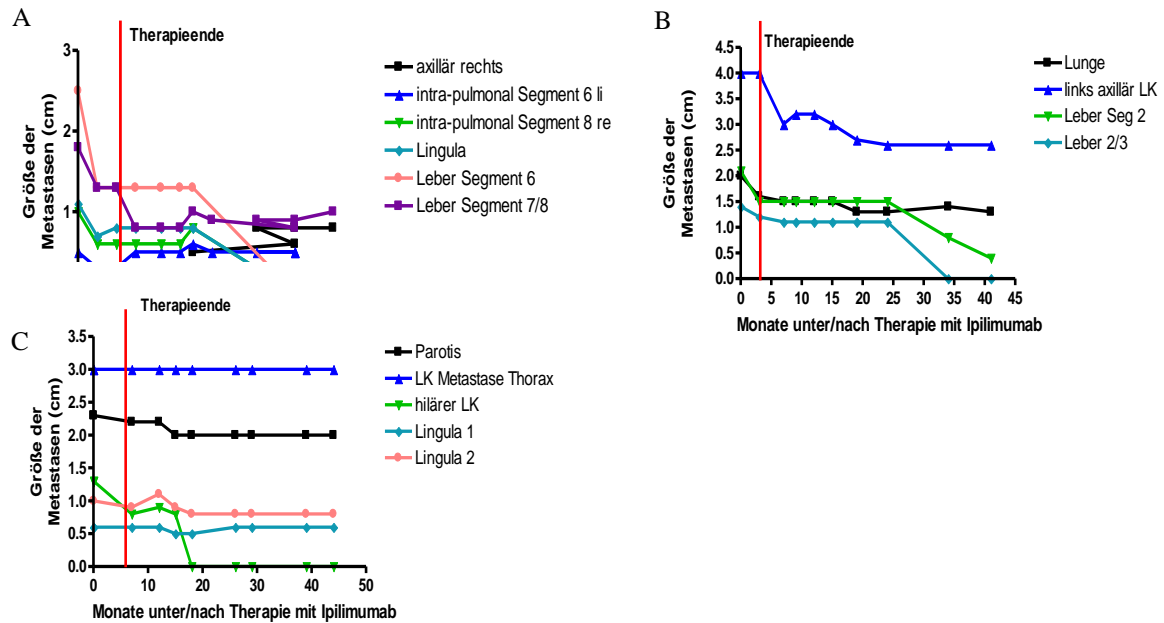 A
Therapieende
Größe der
Metastasen (cm)
3
2
1
axillär rechts
intra-pulmonal Segment 6 li
intra-pulmonal Segment 8 re
Lingula
Leber Segment 6
Leber Segment 7/8
B
Therapieende
Größe der
Metastasen (cm)
4.5
4.0
3.5
3.0
2.5
2.0
1.5
1.0
0.5
0.0
0 5 10 15 20 25 30 35 40 45
Monate unter/nach Therapie mit Ipilimumab
Lunge
links axillär LK
Leber Seg 2
Leber 2/3
C
Therapieende
Größe der
Metastasen (cm)
3.5
3.0
2.5
2.0
1.5
1.0
0.5
0.0
0 10 20 30 40 50
Monate unter/nach Therapie mit Ipilimumab
Parotis
LK Metastase Thorax
hilärer LK
Lingula 1
Lingula 2